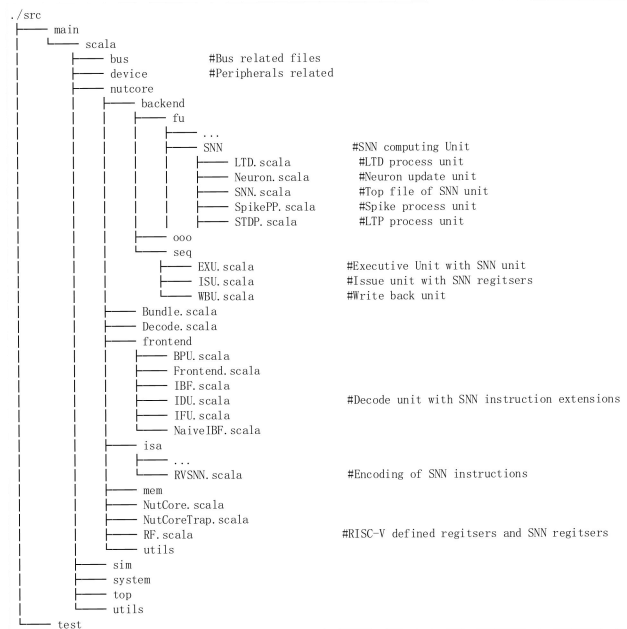 ./src
main
scala
bus #Bus related files
device #Peripherals related
nutcore
backend
fu
...
SNN #SNN computing Unit
LTD.scala #LTD process unit
Neuron.scala #Neuron update unit
SNN.scala #Top file of SNN unit
SpikePP.scala #Spike process unit
STDP.scala #LTP process unit
ooo
seq
EXU.scala #Executive Unit with SNN unit
ISU.scala #Issue unit with SNN regitsers
WBU.scala #Write back unit
Bundle.scala
Decode.scala
frontend
BPU.scala
Frontend.scala
IBF.scala
IDU.scala #Decode unit with SNN instruction extensions
IFU.scala
NaiveIBF.scala
isa
...
RVSNN.scala #Encoding of SNN instructions
mem
NutCore.scala
NutCoreTrap.scala
RF.scala #RISC-V defined regitsers and SNN regitsers
utils
sim
system
top
utils
test